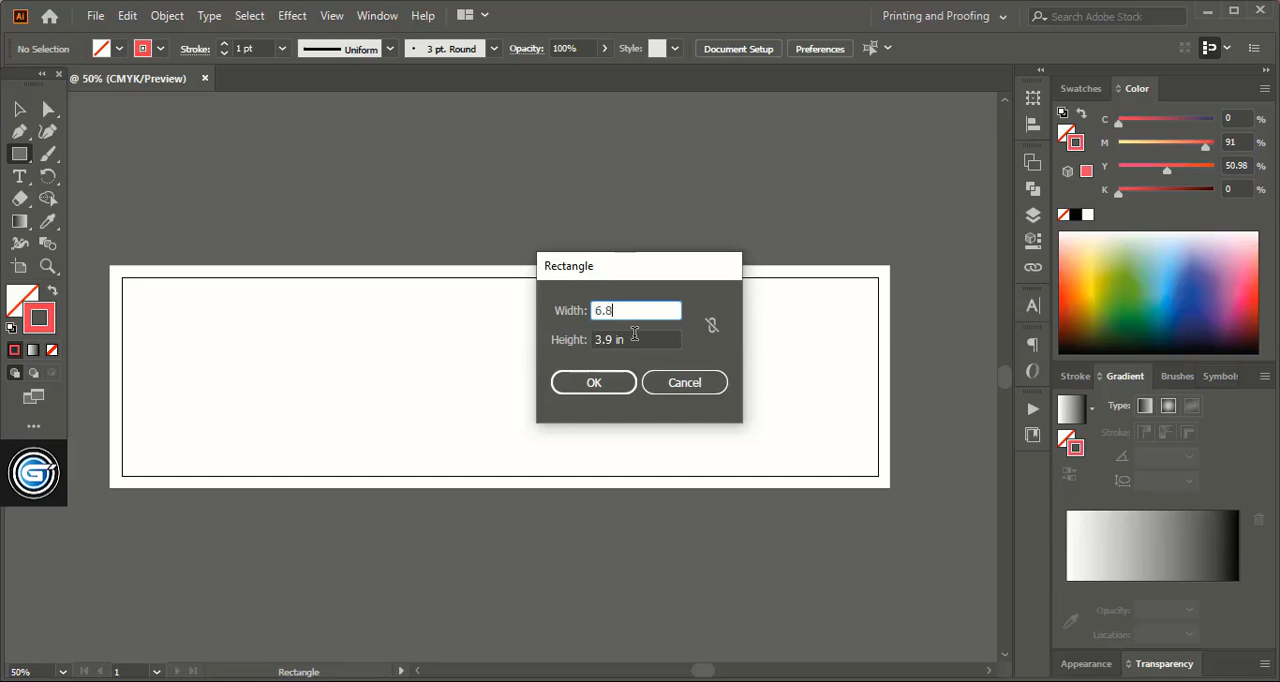 Ai File Edit Object Type Select Effect View Window Help Printing and Proofing Search Adobe Stock
No Selection Stroke: 1 pt Uniform 3 pt. Round Opacity: 100% Style: Document Setup Preferences
@ 50% (CMYK/Preview)
Swatches Color
C 0 %
M 91 %
Y 50.98 %
K 0 %
Rectangle
Width: 6.8
Height: 3.9 in
OK Cancel
Stroke Gradient Brushes Symbols
Type:
Stroke:
Opacity:
Location:
Appearance Transparency
50% 1 Rectangle